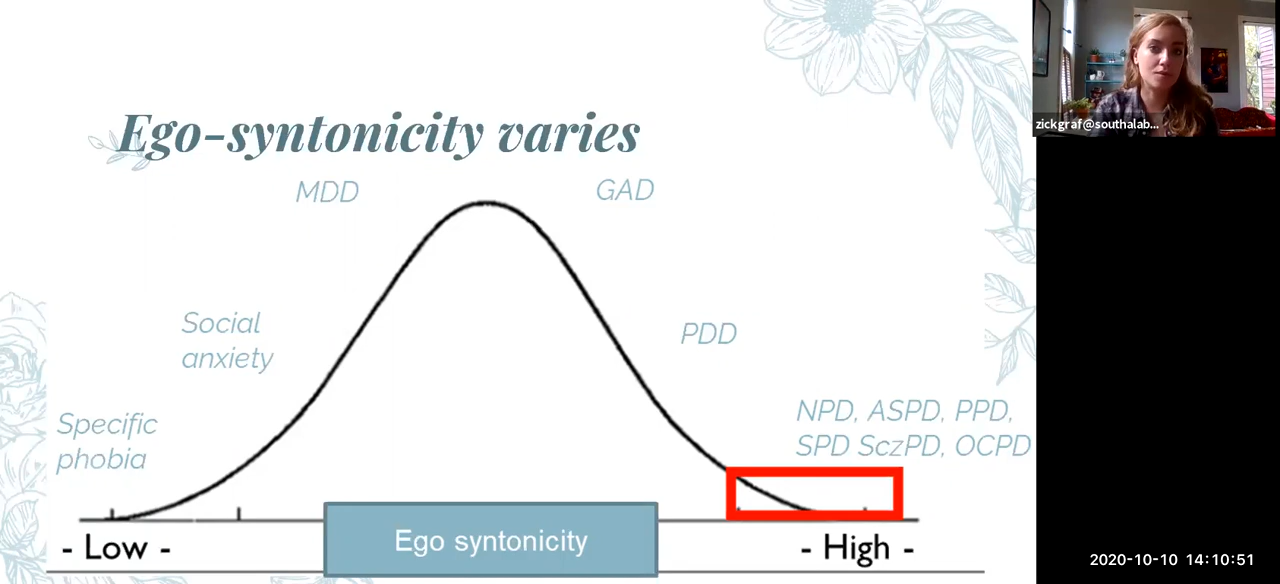 Ego-syntonicity varies
MDD
GAD
Social
anxiety
PDD
Specific
phobia
NPD, ASPD, PPD,
SPD SczPD, OCPD
Ego syntonicity
- Low -
- High -
zickgraf@southalab...
2020-10-10 14:10:51